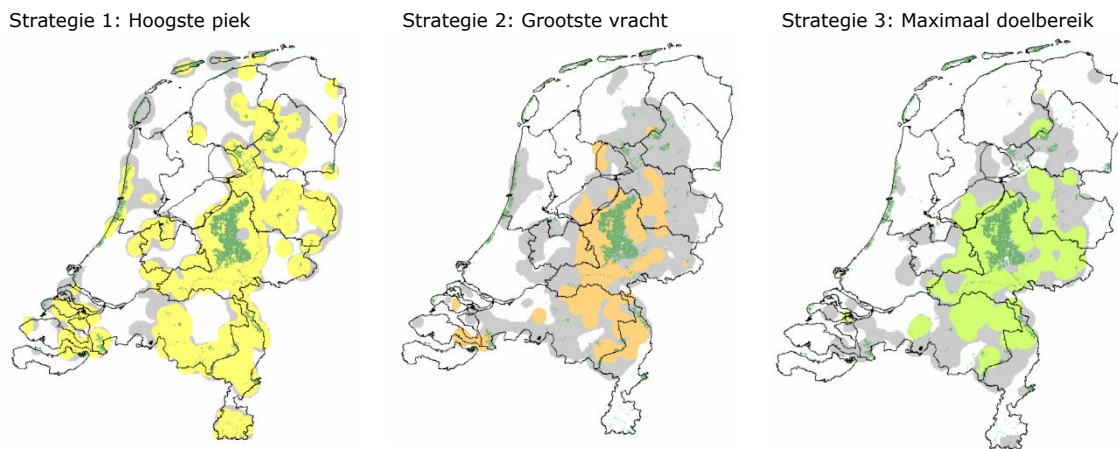 Strategie 1: Hoogste piek
Strategie 2: Grootste vracht
Strategie 3: Maximaal doelbereik